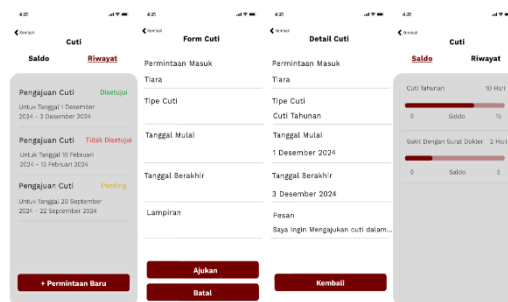 4:21
Kembali
Cuti
Saldo Riwayat
Pengajuan Cuti Disetujui
Untuk Tanggal 1 Desember
2024 - 3 Desember 2024
Pengajuan Cuti Tidak Disetujui
Untuk Tanggal 10 Februari
2024 - 13 Februari 2024
Pengajuan Cuti Pending
Untuk Tanggal 20 September
2024 - 22 September 2024
+ Permintaan Baru
4:21
Kembali
Form Cuti
Permintaan Masuk
Tiara
Tipe Cuti
Tanggal Mulai
Tanggal Berakhir
Lampiran
Ajukan
Batal
4:21
Kembali
Detail Cuti
Permintaan Masuk
Tiara
Tipe Cuti
Cuti Tahunan
Tanggal Mulai
1 Desember 2024
Tanggal Berakhir
3 Desember 2024
Pesan
Saya Ingin Mengajukan cuti dalam...
Kembali
4:21
Kembali
Cuti
Saldo Riwayat
Cuti Tahunan 10 Hari
0 Saldo 15
Sakit Dengan Surat Dokter 2 Hari
0 Saldo 6